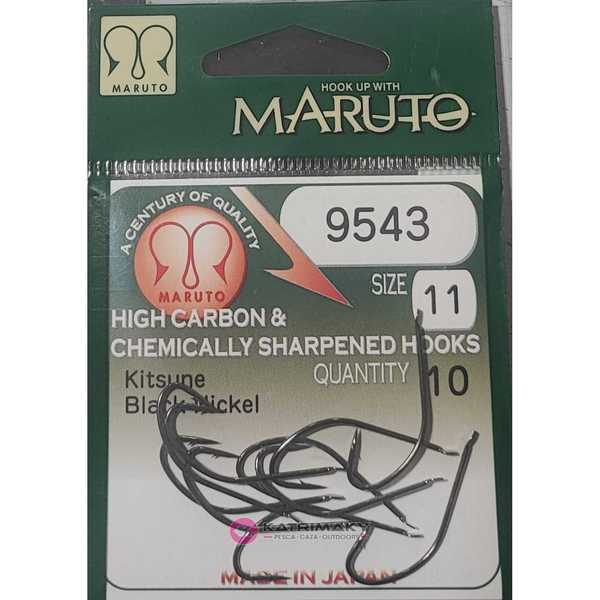 MARUTO
HOOK UP WITH
MARUTO
A CENTURY OF QUALITY
MARUTO
9543
SIZE 11
HIGH CARBON &
CHEMICALLY SHARPENED HOOKS
QUANTITY 10
Kitsune
Black Nickel
KATRIMAKY
PESCA - CAZA - OUTDOORS
MADE IN JAPAN